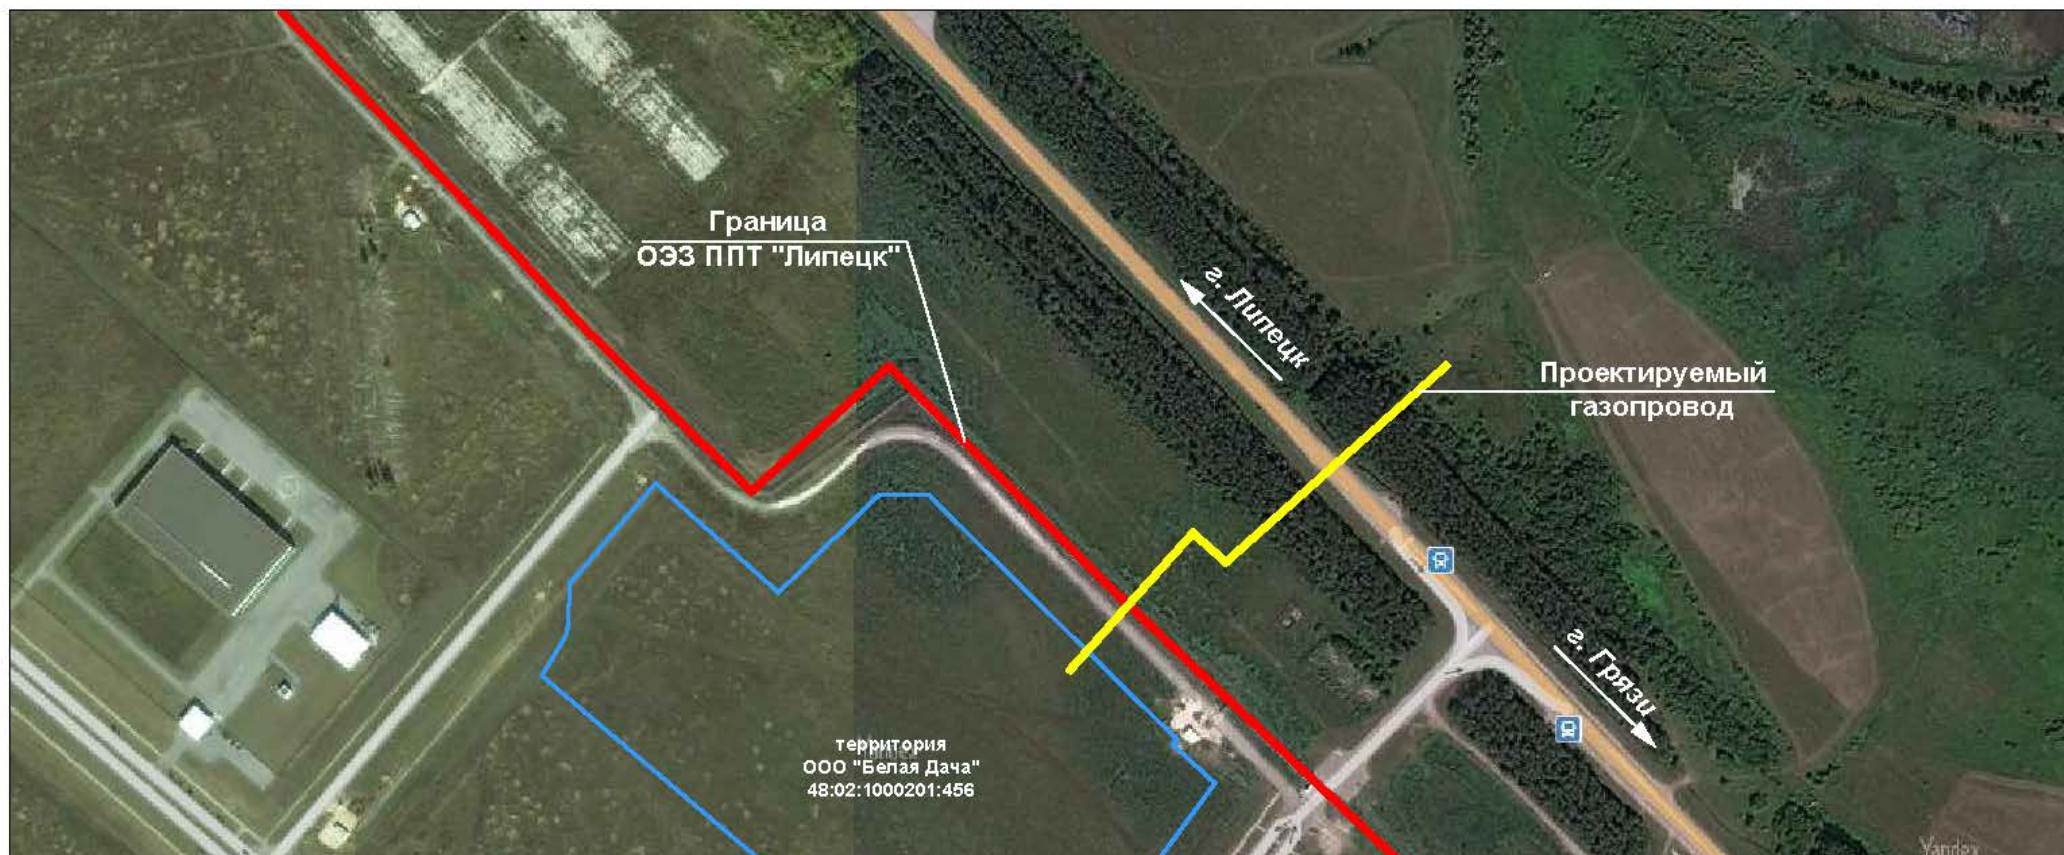 Граница
ОЭЗ ППТ "Липецк"
г. Липецк
Проектируемый
газопровод
г. Грязи
территория
ООО "Белая Дача"
48:02:1000201:456
Yandex